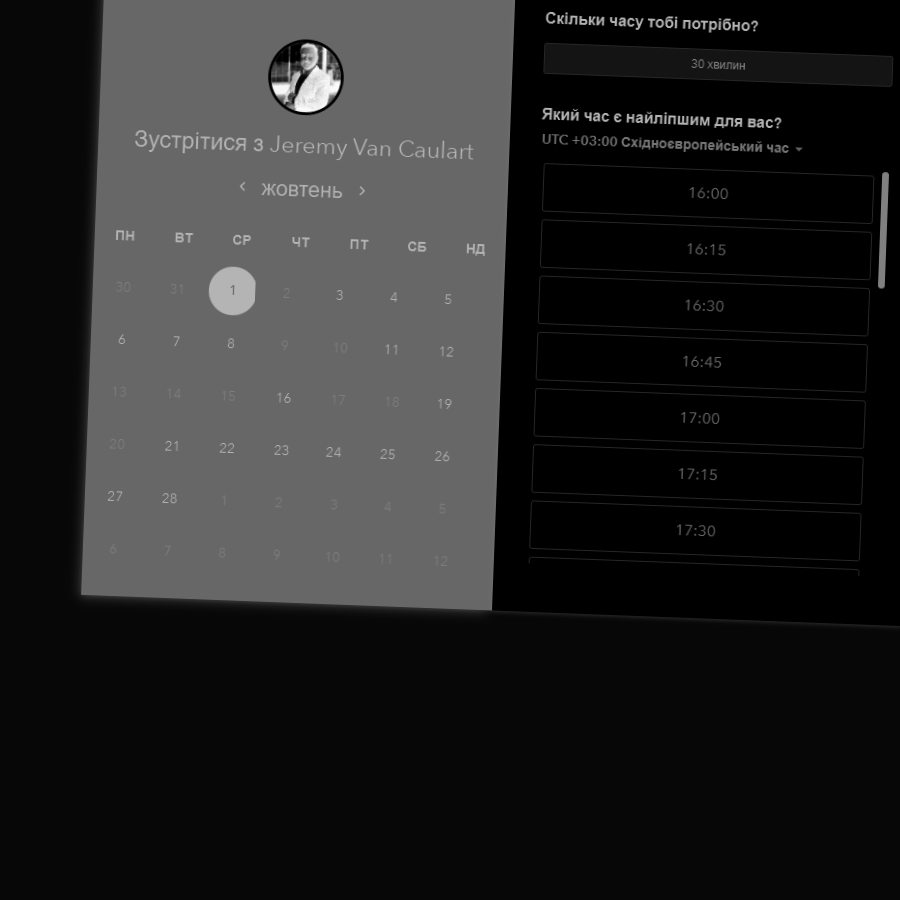 Зустрітися з Jeremy Van Caulart
‹ жовтень ›
ПН ВТ СР ЧТ ПТ СБ НД
30 31 1 2 3 4 5
6 7 8 9 10 11 12
13 14 15 16 17 18 19
20 21 22 23 24 25 26
27 28 1 2 3 4 5
6 7 8 9 10 11 12
Скільки часу тобі потрібно?
30 хвилин
Який час є найліпшим для вас?
UTC +03:00 Східноєвропейський час
16:00
16:15
16:30
16:45
17:00
17:15
17:30